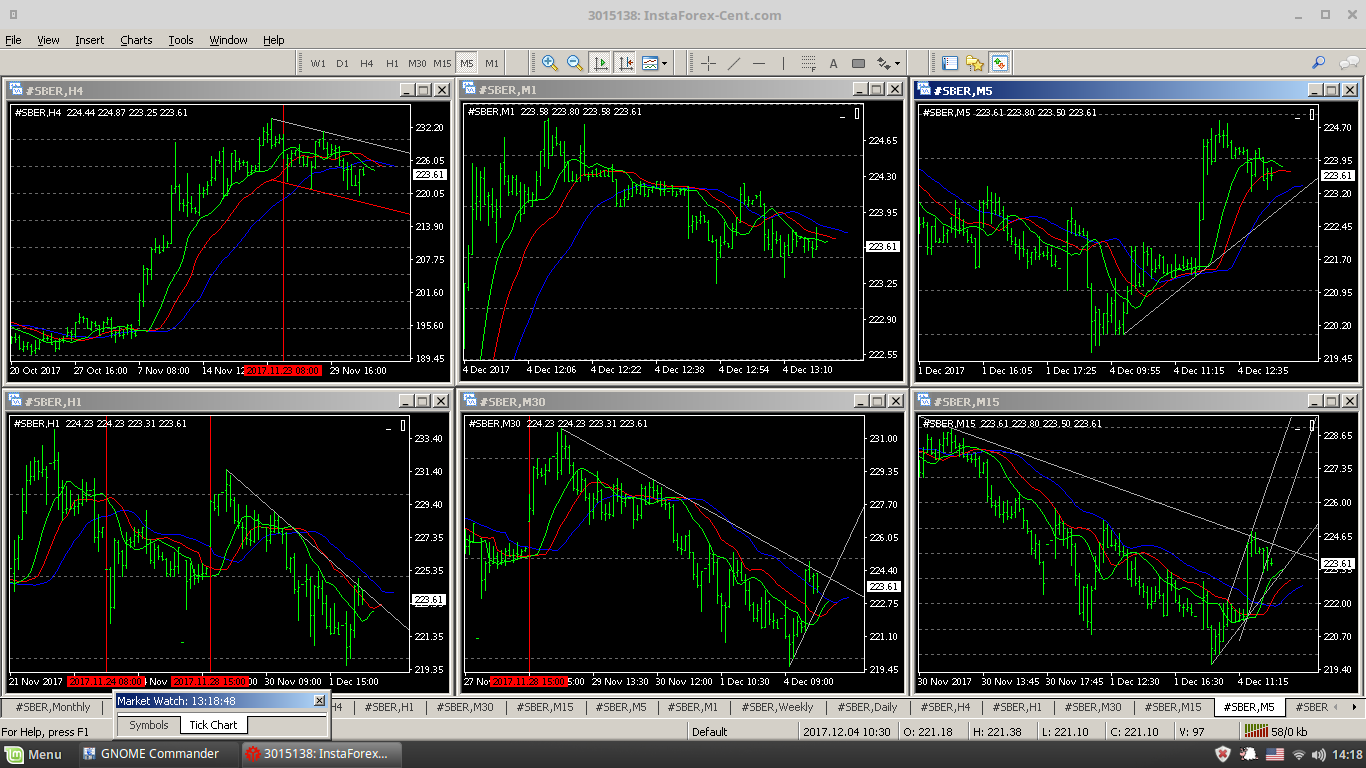 3015138: InstaForex-Cent.com
File View Insert Charts Tools Window Help
W1 D1 H4 H1 M30 M15 M5 M1 A
#SBER,H4
#SBER,H4 224.44 224.87 223.25 223.61
232.20
226.05
223.61
220.05
213.90
207.75
201.60
195.60
189.45
20 Oct 2017 27 Oct 16:00 7 Nov 08:00 14 Nov 12 2017.11.23 08:00 29 Nov 16:00
#SBER,M1
#SBER,M1 223.58 223.80 223.58 223.61
224.65
224.30
223.95
223.61
223.25
222.90
222.55
4 Dec 2017 4 Dec 12:06 4 Dec 12:22 4 Dec 12:38 4 Dec 12:54 4 Dec 13:10
#SBER,M5
#SBER,M5 223.61 223.80 223.50 223.61
224.70
223.95
223.61
223.20
222.45
221.70
220.95
220.20
219.45
1 Dec 2017 1 Dec 16:05 1 Dec 17:25 4 Dec 09:55 4 Dec 11:15 4 Dec 12:35
#SBER,H1
#SBER,H1 224.23 224.23 223.31 223.61
233.40
231.40
229.40
227.35
225.35
223.61
221.35
219.35
21 Nov 2017 2017.11.24 08:00 Nov 2017.11.28 15:00 30 Nov 09:00 1 Dec 15:00
#SBER,M30
#SBER,M30 224.23 224.23 223.31 223.61
231.00
229.35
227.70
226.05
224.40
223.61
222.75
221.10
219.45
27 Nov 2017.11.28 15:00 5:00 29 Nov 13:30 30 Nov 12:00 1 Dec 10:30 4 Dec 09:00
#SBER,M15
#SBER,M15 223.61 223.80 223.50 223.61
228.65
227.35
226.00
224.65
223.61
222.00
220.70
219.40
30 Nov 2017 30 Nov 13:45 30 Nov 17:45 1 Dec 12:30 1 Dec 16:30 4 Dec 11:15
Market Watch: 13:18:48
Symbols Tick Chart
#SBER,Monthly H4 #SBER,H1 #SBER,M30 #SBER,M15 #SBER,M5 #SBER,M1 #SBER,Weekly #SBER,Daily #SBER,H4 #SBER,H1 #SBER,M30 #SBER,M15 #SBER,M5 #SBER
For Help, press F1 Default 2017.12.04 10:30 O: 221.18 H: 221.38 L: 221.10 C: 221.10 V: 97 58/0 kb
Menu GNOME Commander 3015138: InstaForex... 14:18